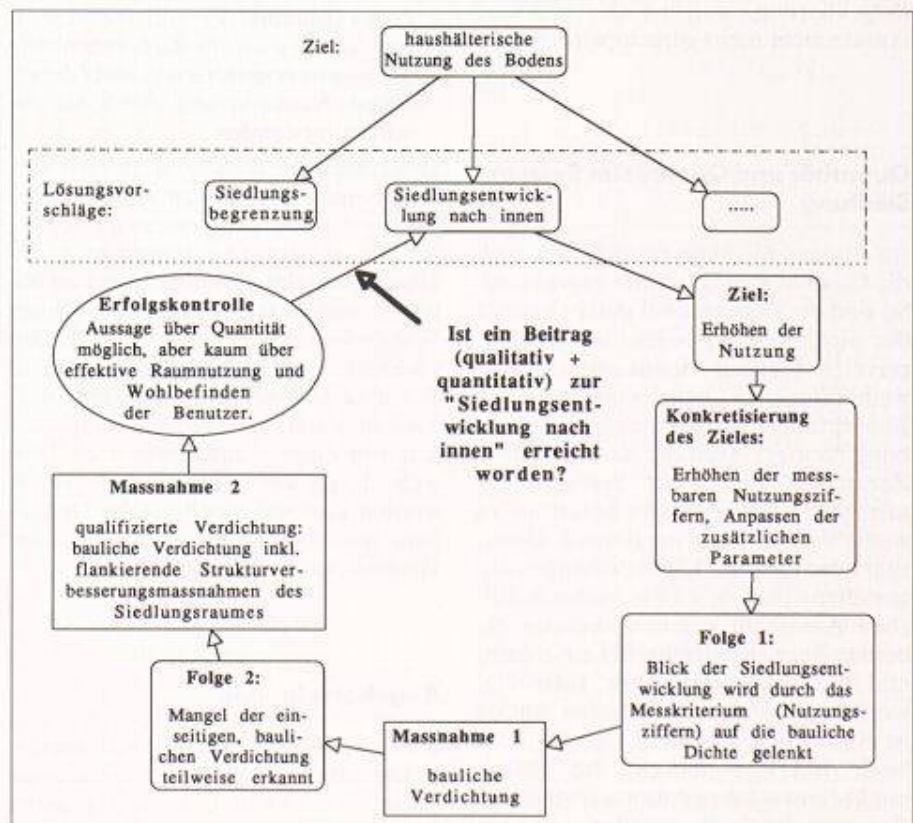 Ziel:
haushälterische
Nutzung des Bodens
Lösungsvor-
schläge:
Siedlungs-
begrenzung
Siedlungsentwick-
lung nach innen
.....
Ziel:
Erhöhen der
Nutzung
Konkretisierung
des Zieles:
Erhöhen der mess-
baren Nutzungszif-
fern, Anpassen der
zusätzlichen
Parameter
Folge 1:
Blick der Siedlungsent-
wicklung wird durch das
Messkriterium (Nutzungs-
ziffern) auf die bauliche
Dichte gelenkt
Massnahme 1
bauliche
Verdichtung
Folge 2:
Mangel der ein-
seitigen, bauli-
chen Verdichtung
teilweise erkannt
Massnahme 2
qualifizierte Verdichtung:
bauliche Verdichtung inkl.
flankierende Strukturver-
besserungsmassnahmen des
Siedlungsraumes
Erfolgskontrolle
Aussage über Quantität
möglich, aber kaum über
effektive Raumnutzung und
Wohlbefinden
der Benutzer.
Ist ein Beitrag
(qualitativ +
quantitativ) zur
"Siedlungsent-
wicklung nach
innen" erreicht
worden?